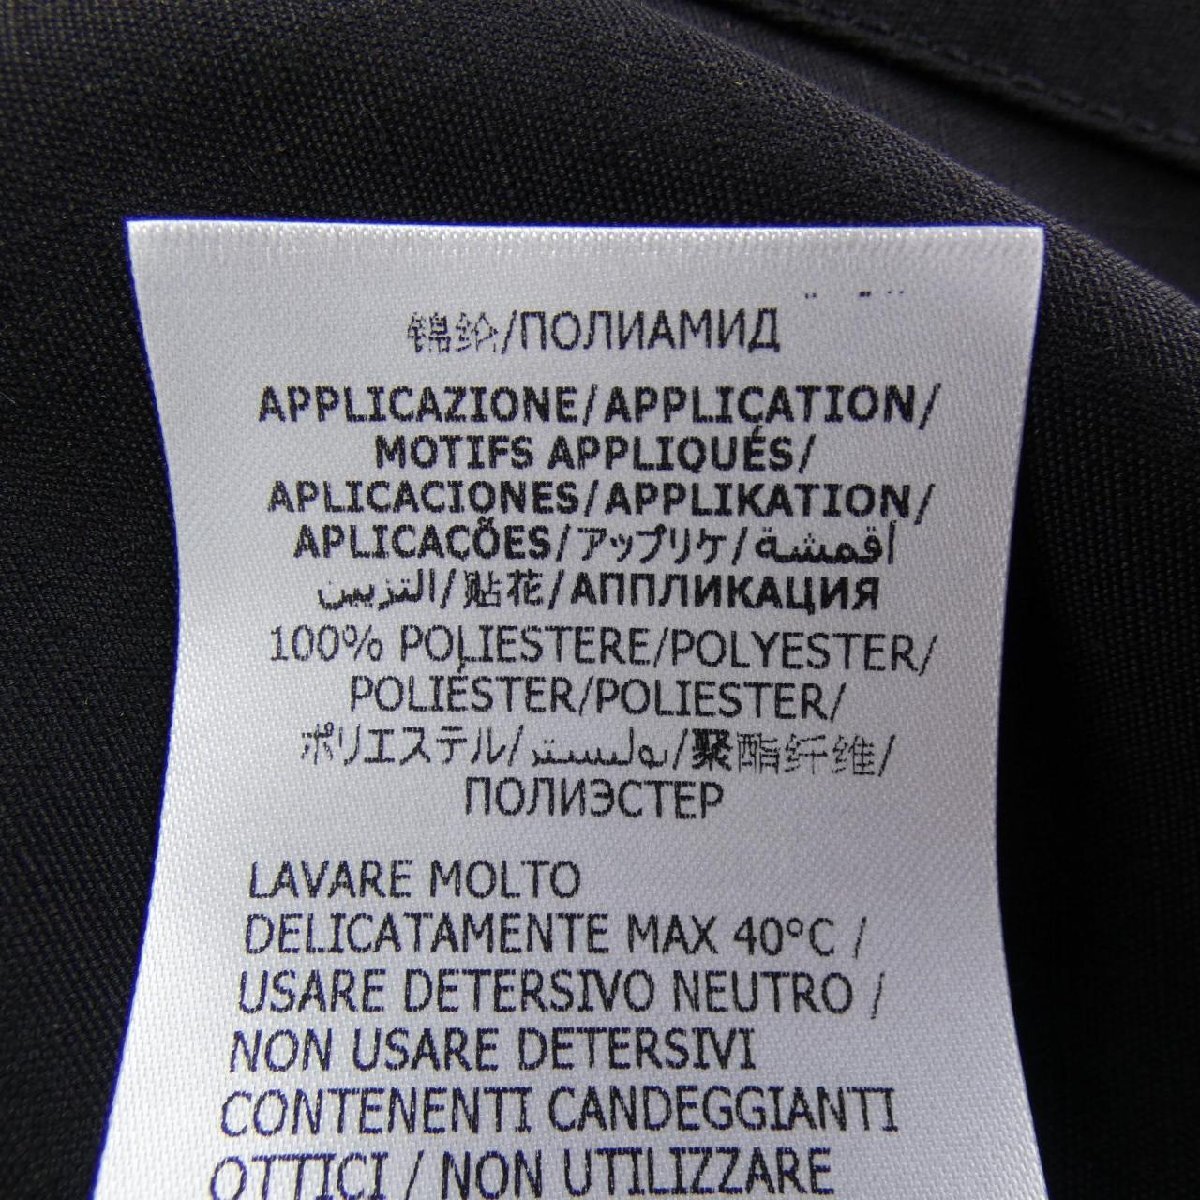 锦纶/ПОЛИАМИД
APPLICAZIONE/APPLICATION/
MOTIFS APPLIQUÉS/
APLICACIONES/APPLIKATION/
APLICAÇÕES/アップリケ/أقمشة
التزيين/贴花/АППЛИКАЦИЯ
100% POLIESTERE/POLYESTER/
POLIÉSTER/POLIESTER/
ポリエステル/بوليستر/聚酯纤维/
ПОЛИЭСТЕР
LAVARE MOLTO
DELICATAMENTE MAX 40°C /
USARE DETERSIVO NEUTRO /
NON USARE DETERSIVI
CONTENENTI CANDEGGIANTI
OTTICI / NON UTILIZZARE